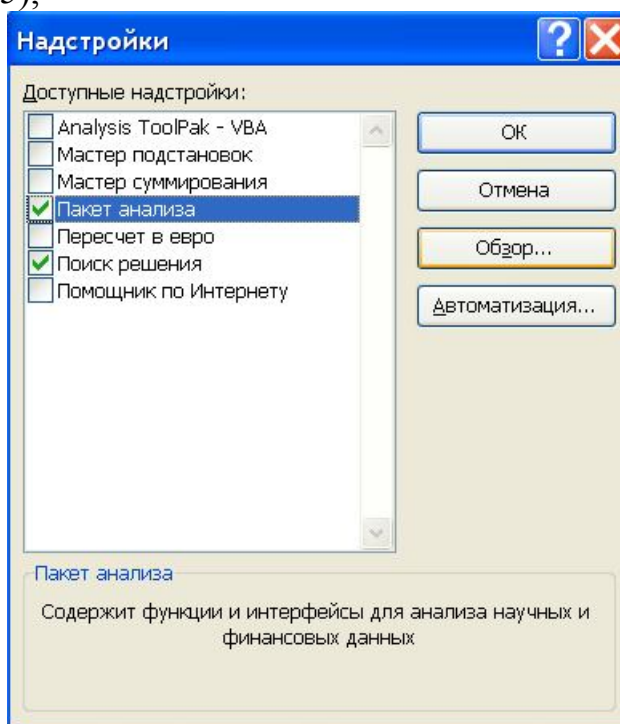 5),
Надстройки
Доступные надстройки:
Analysis ToolPak - VBA
Мастер подстановок
Мастер суммирования
Пакет анализа
Пересчет в евро
Поиск решения
Помощник по Интернету
ОК
Отмена
Обзор...
Автоматизация...
Пакет анализа
Содержит функции и интерфейсы для анализа научных и
финансовых данных